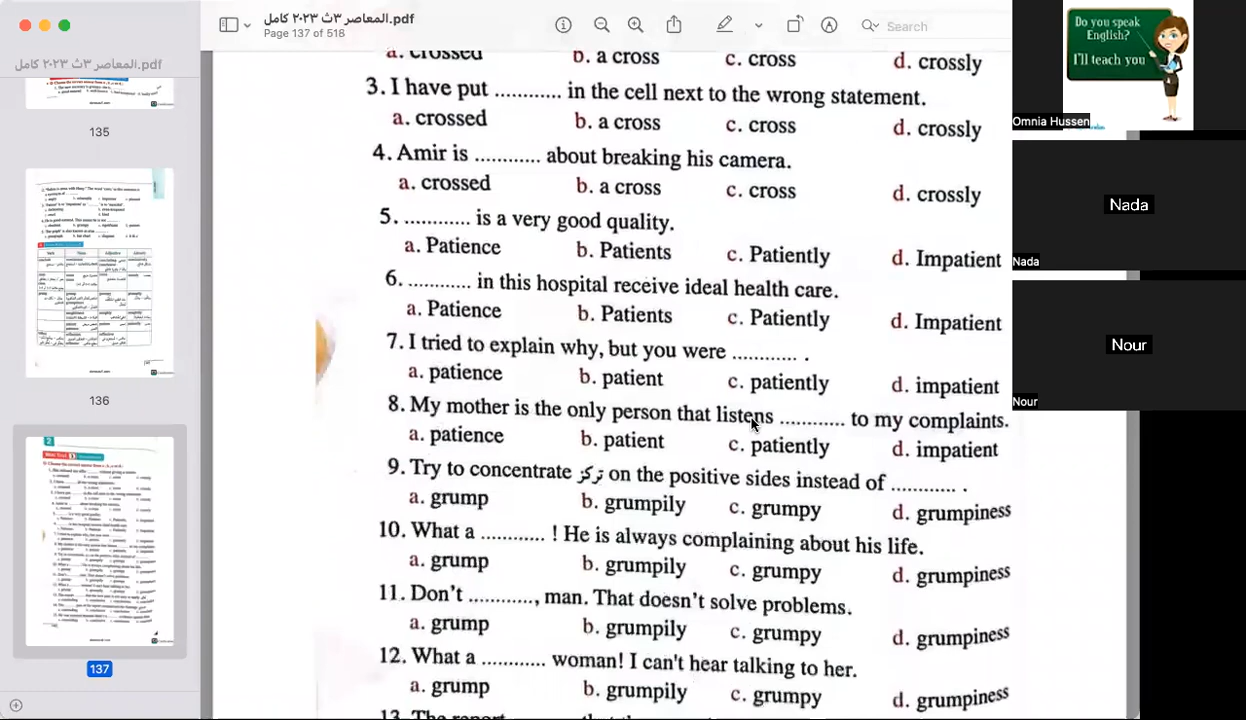 المعاصر ٣ث ٢٠٢٣ كامل.pdf
Page 137 of 518
Search
المعاصر ٣ث ٢٠٢٣ كامل.pdf
135
136
137
a. crossed b. a cross c. cross d. crossly
3. I have put ............ in the cell next to the wrong statement.
a. crossed b. a cross c. cross d. crossly
4. Amir is ............ about breaking his camera.
a. crossed b. a cross c. cross d. crossly
5. ............ is a very good quality.
a. Patience b. Patients c. Patiently d. Impatient
6. ............ in this hospital receive ideal health care.
a. Patience b. Patients c. Patiently d. Impatient
7. I tried to explain why, but you were ............ .
a. patience b. patient c. patiently d. impatient
8. My mother is the only person that listens ............ to my complaints.
a. patience b. patient c. patiently d. impatient
9. Try to concentrate تركز on the positive sides instead of ............ .
a. grump b. grumpily c. grumpy d. grumpiness
10. What a ............ ! He is always complaining about his life.
a. grump b. grumpily c. grumpy d. grumpiness
11. Don't ............, man. That doesn't solve problems.
a. grump b. grumpily c. grumpy d. grumpiness
12. What a ............ woman! I can't hear talking to her.
a. grump b. grumpily c. grumpy d. grumpiness
13. The report
Do you speak
English?
I'll teach you
Omnia Hussen
Nada
Nada
Nour
Nour